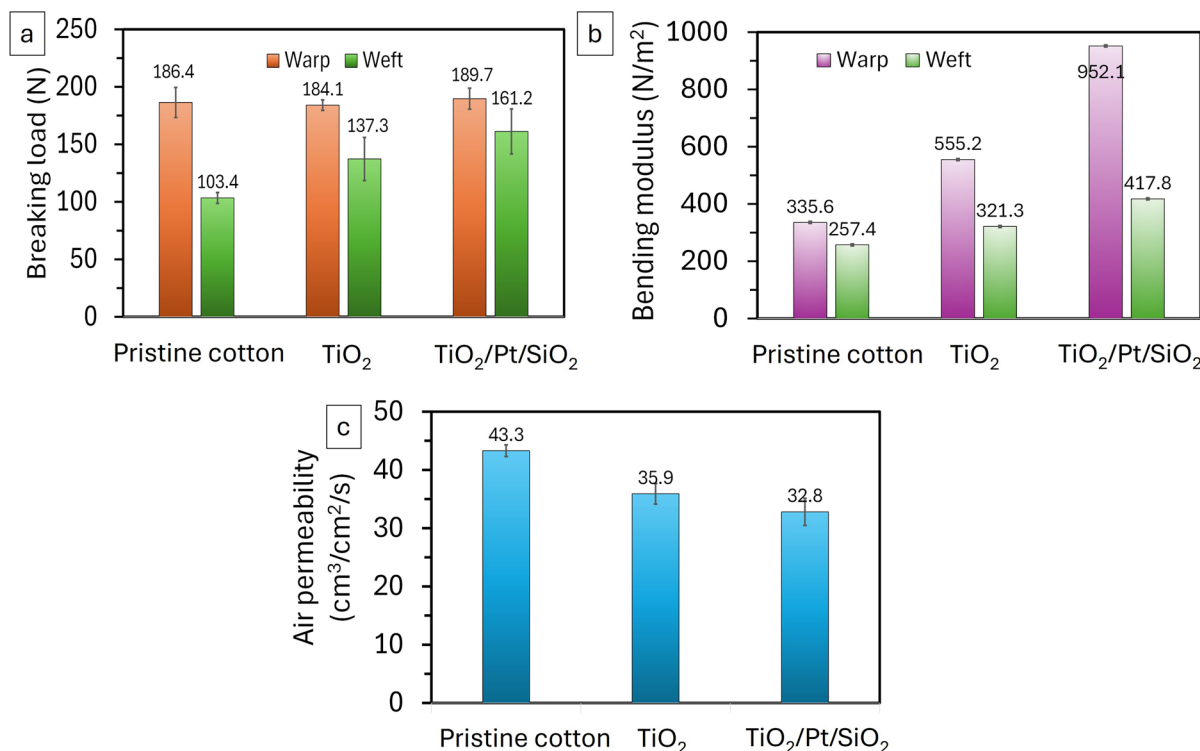 a
Breaking load (N)
250
200
150
100
50
0
Warp
Weft
186.4
103.4
184.1
137.3
189.7
161.2
Pristine cotton
TiO₂
TiO₂/Pt/SiO₂
b
Bending modulus (N/m²)
1000
800
600
400
200
0
Warp
Weft
335.6
257.4
555.2
321.3
952.1
417.8
Pristine cotton
TiO₂
TiO₂/Pt/SiO₂
c
Air permeability
(cm³/cm²/s)
50
40
30
20
10
0
43.3
35.9
32.8
Pristine cotton
TiO₂
TiO₂/Pt/SiO₂